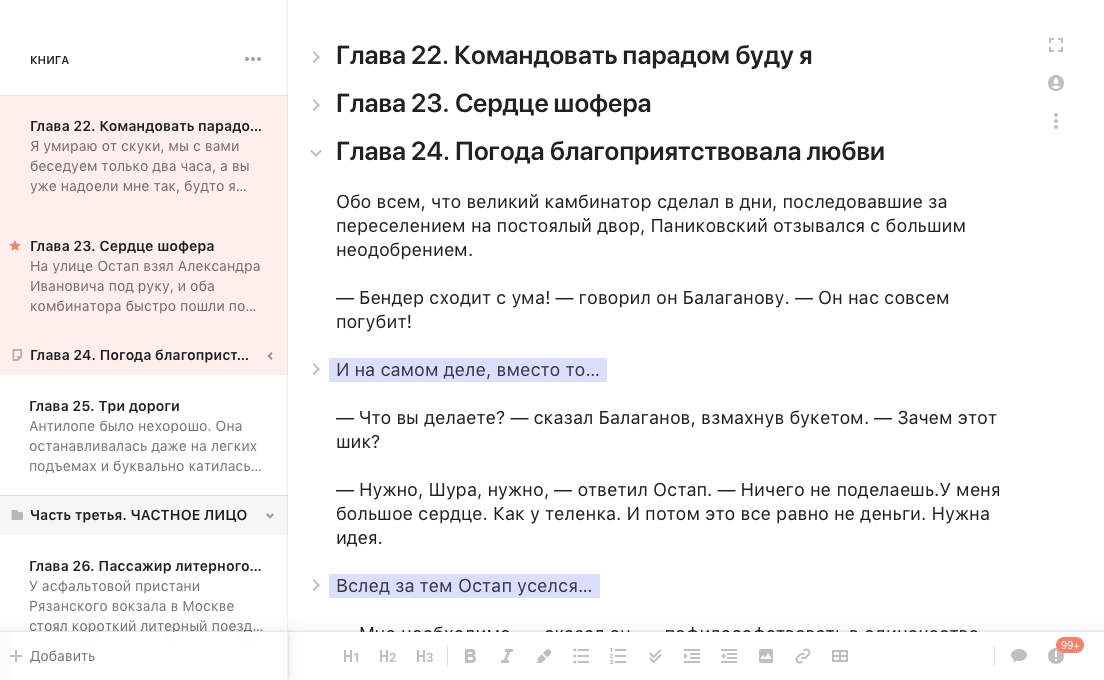 КНИГА
Глава 22. Командовать парадо...
Я умираю от скуки, мы с вами
беседуем только два часа, а вы
уже надоели мне так, будто я...
Глава 23. Сердце шофера
На улице Остап взял Александра
Ивановича под руку, и оба
комбинатора быстро пошли по...
Глава 24. Погода благоприст...
Глава 25. Три дороги
Антилопе было нехорошо. Она
останавливалась даже на легких
подъемах и буквально катилась...
Часть третья. ЧАСТНОЕ ЛИЦО
Глава 26. Пассажир литерного...
У асфальтовой пристани
Рязанского вокзала в Москве
стоял короткий литерный поезд...
Добавить
Глава 22. Командовать парадом буду я
Глава 23. Сердце шофера
Глава 24. Погода благоприятствовала любви
Обо всем, что великий камбинатор сделал в дни, последовавшие за
переселением на постоялый двор, Паниковский отзывался с большим
неодобрением.
— Бендер сходит с ума! — говорил он Балаганову. — Он нас совсем
погубит!
И на самом деле, вместо то...
— Что вы делаете? — сказал Балаганов, взмахнув букетом. — Зачем этот
шик?
— Нужно, Шура, нужно, — ответил Остап. — Ничего не поделаешь.У меня
большое сердце. Как у теленка. И потом это все равно не деньги. Нужна
идея.
Вслед за тем Остап уселся...
— Мне необходимо, — сказал он, — пофилософствовать в одиночестве
H1 H2 H3 B I
99+